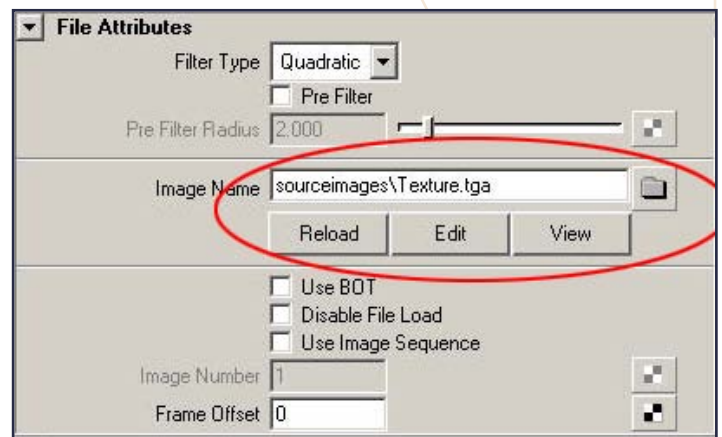 File Attributes
Filter Type Quadratic
Pre Filter
Pre Filter Radius 2.000
Image Name sourceimages\Texture.tga
Reload Edit View
Use BOT
Disable File Load
Use Image Sequence
Image Number 1
Frame Offset 0